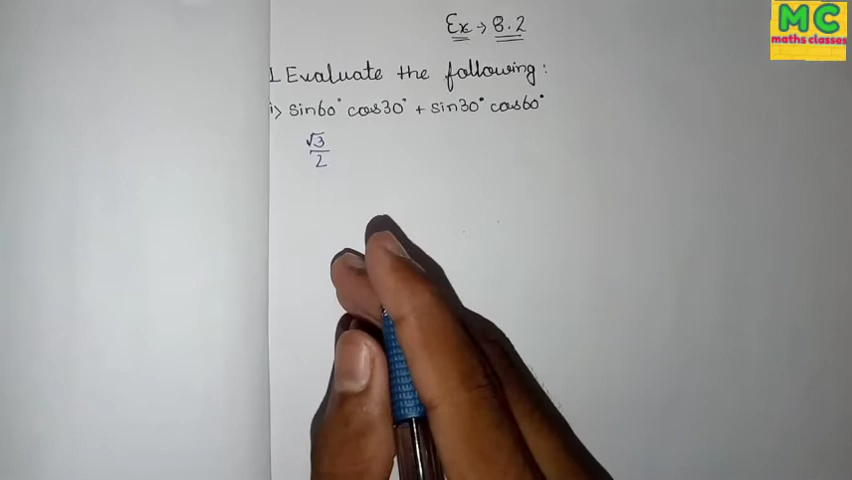 Ex → 8.2
MC
maths classes
1 Evaluate the following:
i> sin60° cos30° + sin30° cos60°
√3/2